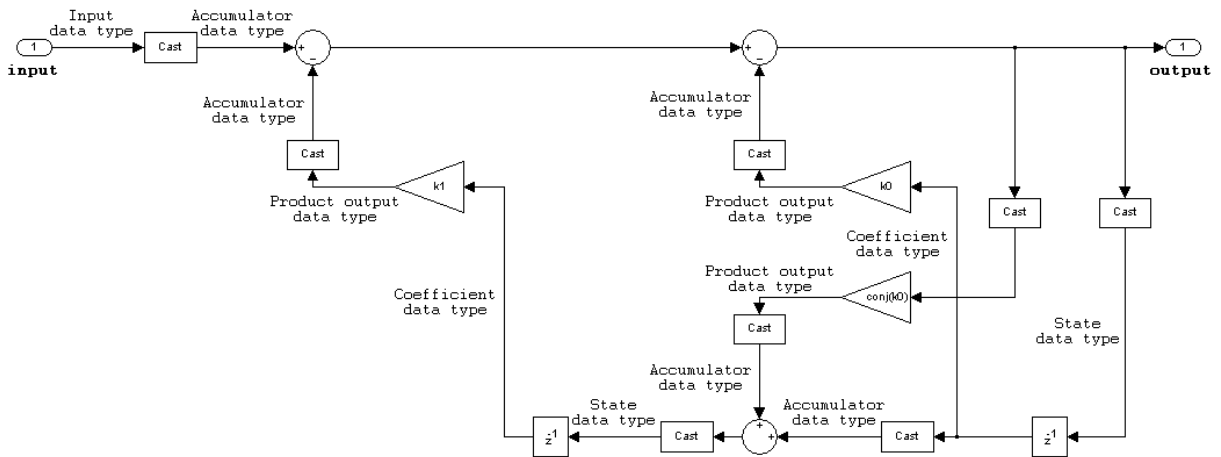 Input
data type
Accumulator
data type
1
Cast
+
−
+
−
1
input
output
Accumulator
data type
Accumulator
data type
Cast
Cast
k1
k0
Product output
data type
Product output
data type
Cast
Cast
Coefficient
data type
Product output
data type
Coefficient
data type
conj(k0)
Cast
State
data type
Accumulator
data type
State
data type
Accumulator
data type
z-1
Cast
+
+
Cast
z-1